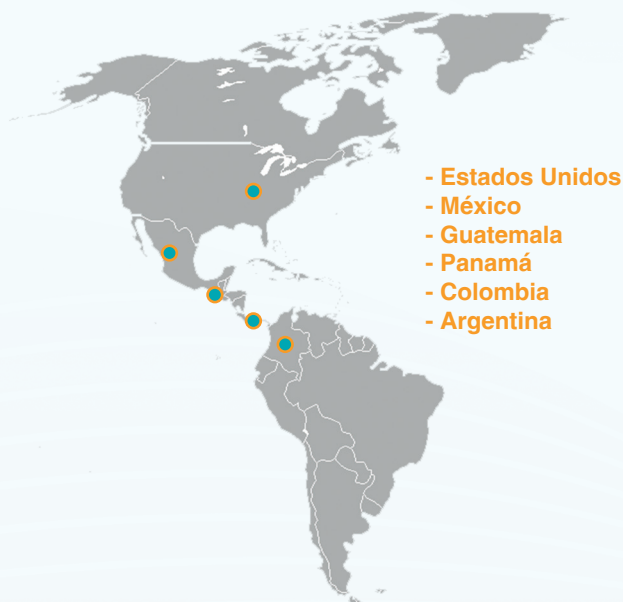 - Estados Unidos
- México
- Guatemala
- Panamá
- Colombia
- Argentina